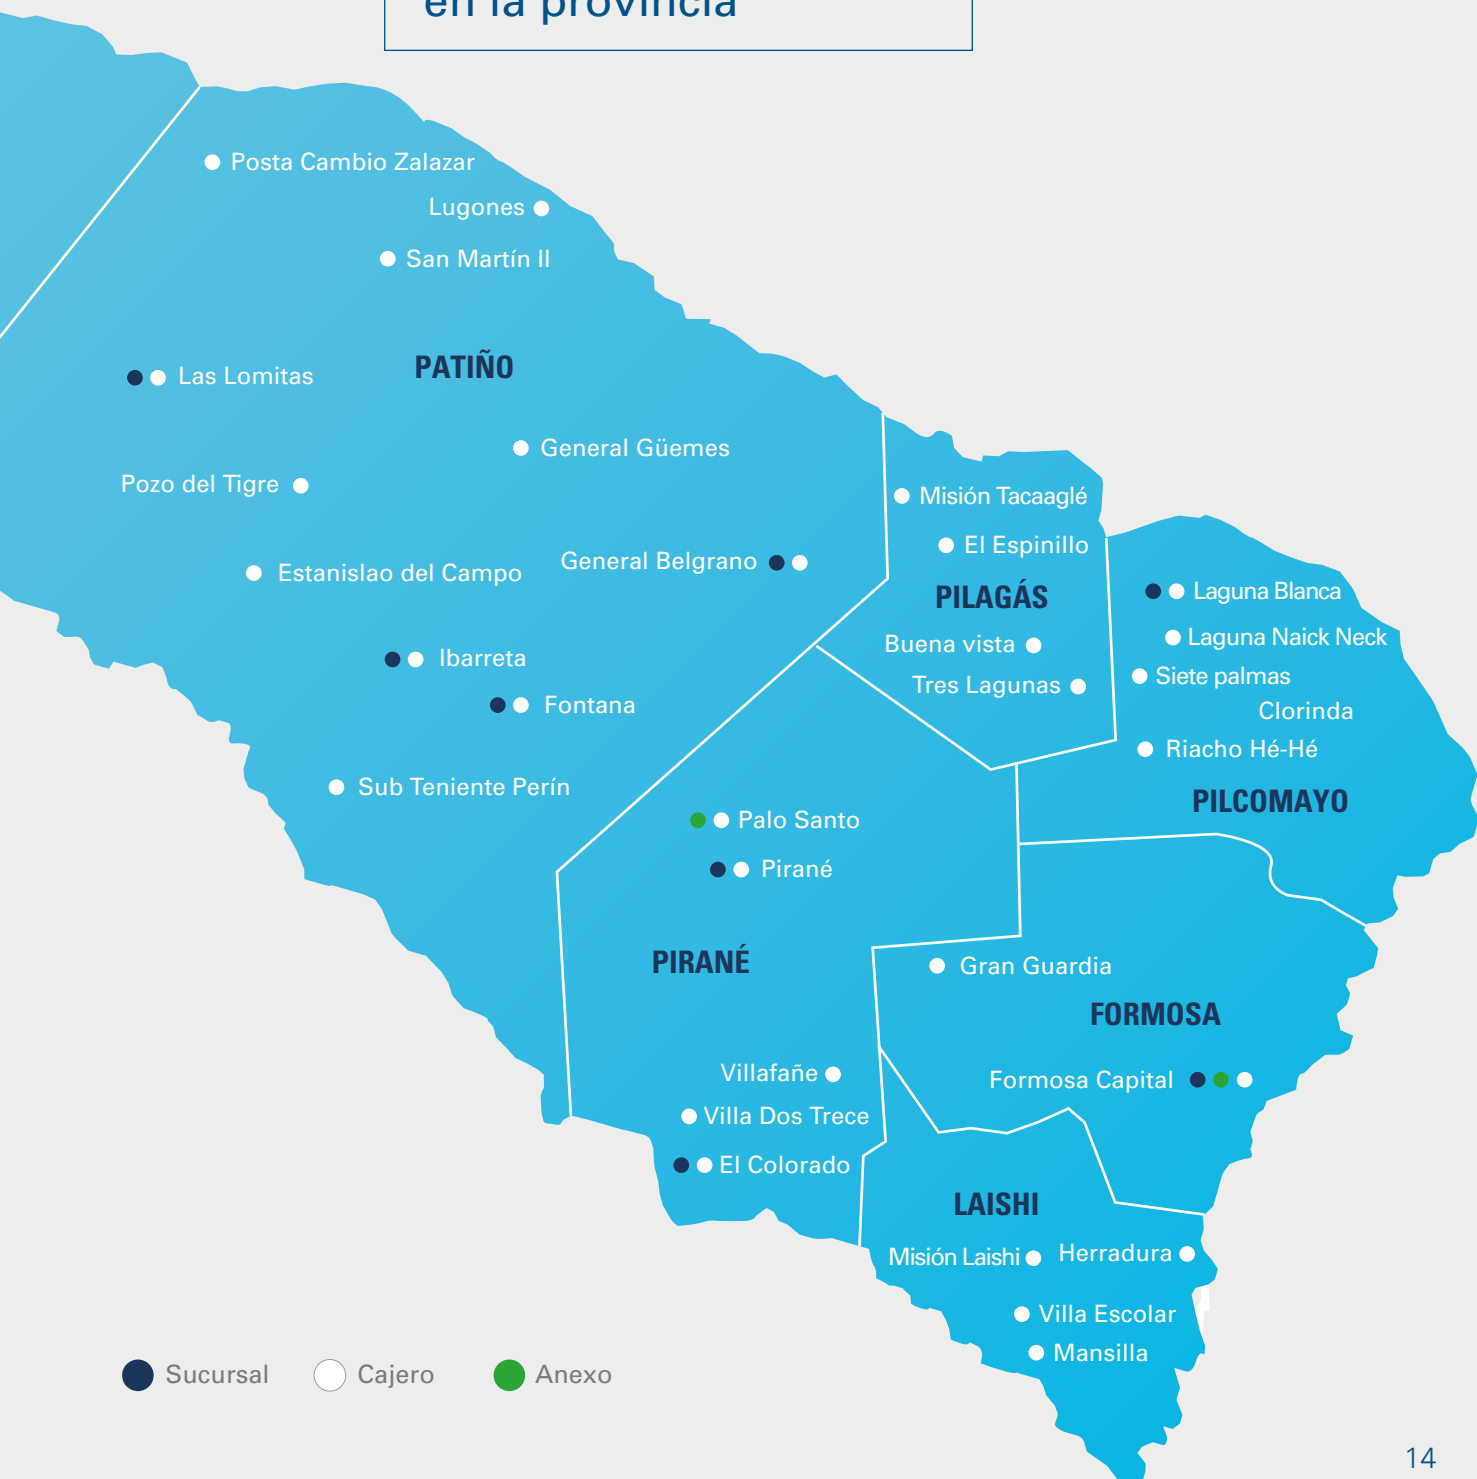 en la provincia
Posta Cambio Zalazar
Lugones
San Martín II
PATIÑO
Las Lomitas
General Güemes
Pozo del Tigre
Misión Tacaaglé
El Espinillo
General Belgrano
Estanislao del Campo
PILAGÁS
Laguna Blanca
Laguna Naick Neck
Buena vista
Ibarreta
Siete palmas
Tres Lagunas
Fontana
Clorinda
Riacho Hé-Hé
Sub Teniente Perín
PILCOMAYO
Palo Santo
Pirané
PIRANÉ
Gran Guardia
FORMOSA
Villafañe
Formosa Capital
Villa Dos Trece
El Colorado
LAISHI
Misión Laishi
Herradura
Villa Escolar
Mansilla
Sucursal
Cajero
Anexo
14